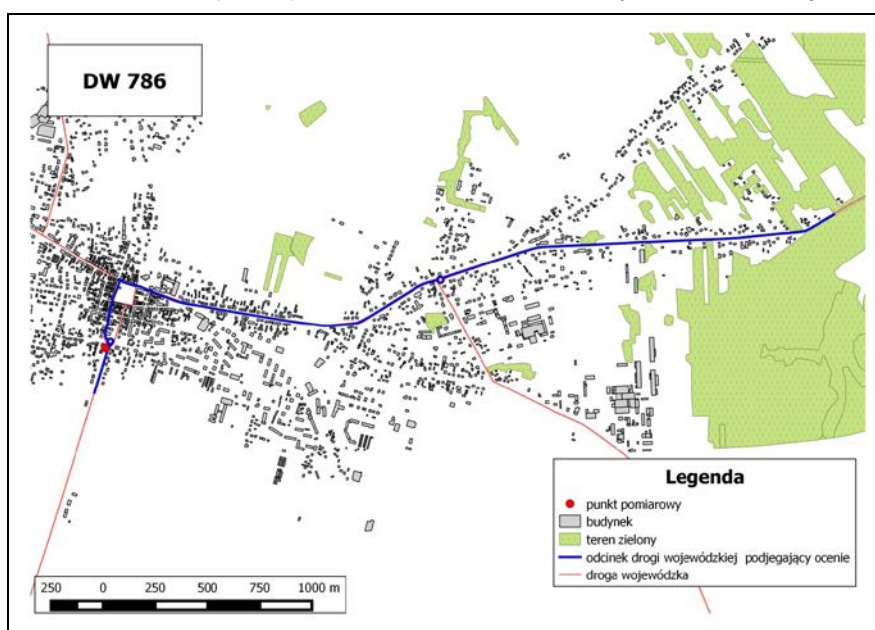 DW 786
Legenda
punkt pomiarowy
budynek
teren zielony
odcinek drogi wojewódzkiej podjegający ocenie
droga wojewódzka
250 0 250 500 750 1000 m